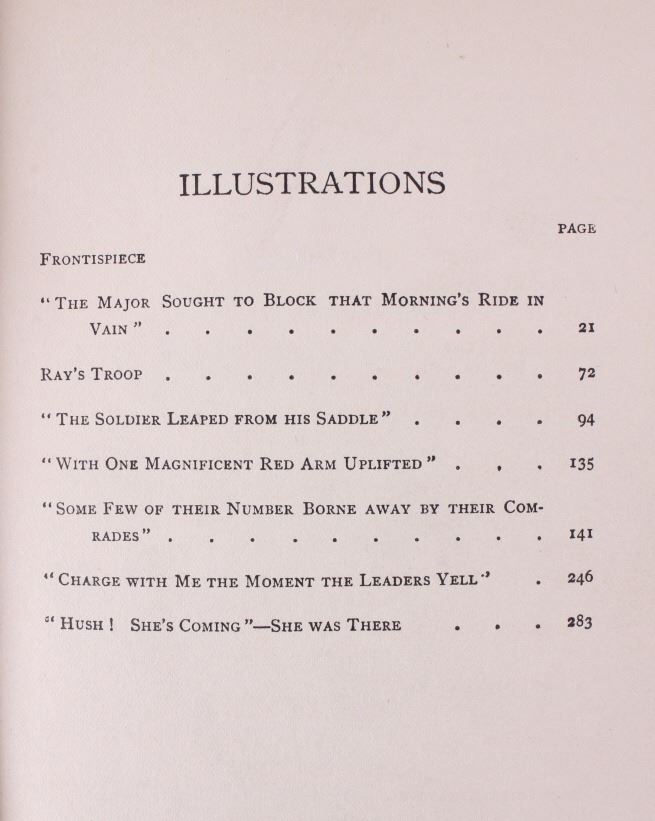 ILLUSTRATIONS
PAGE
FRONTISPIECE
“THE MAJOR SOUGHT TO BLOCK THAT MORNING'S RIDE IN
VAIN” . . . . . . . . . . 21
RAY'S TROOP . . . . . . . . . . 72
“THE SOLDIER LEAPED FROM HIS SADDLE” . . . . 94
“WITH ONE MAGNIFICENT RED ARM UPLIFTED” . . . 135
“SOME FEW OF THEIR NUMBER BORNE AWAY BY THEIR COM-
RADES” . . . . . . . . . . 141
“CHARGE WITH ME THE MOMENT THE LEADERS YELL” . 246
“HUSH! SHE'S COMING”—SHE WAS THERE . . . 283